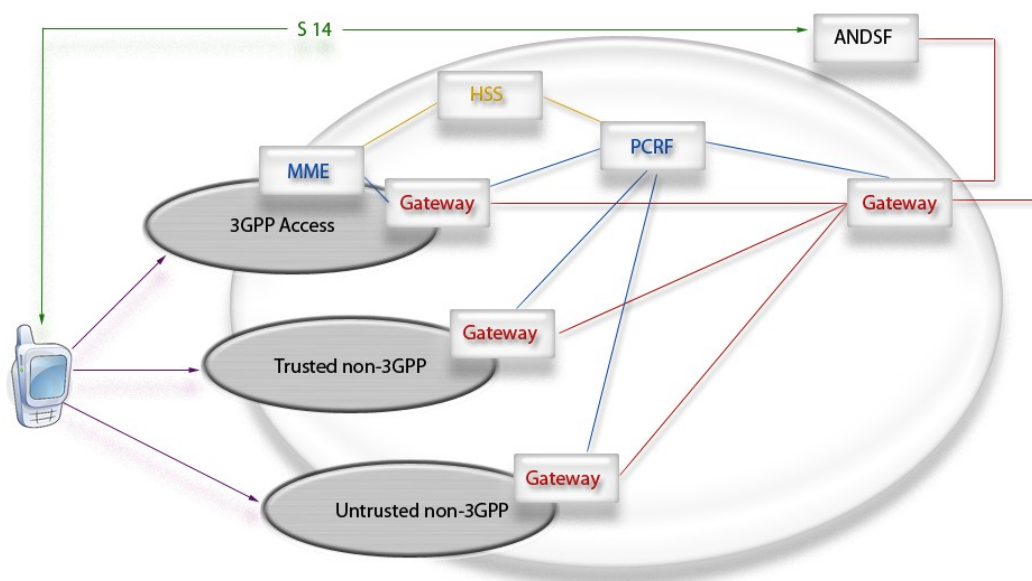 S 14
ANDSF
HSS
PCRF
MME
Gateway
Gateway
3GPP Access
Gateway
Trusted non-3GPP
Gateway
Untrusted non-3GPP